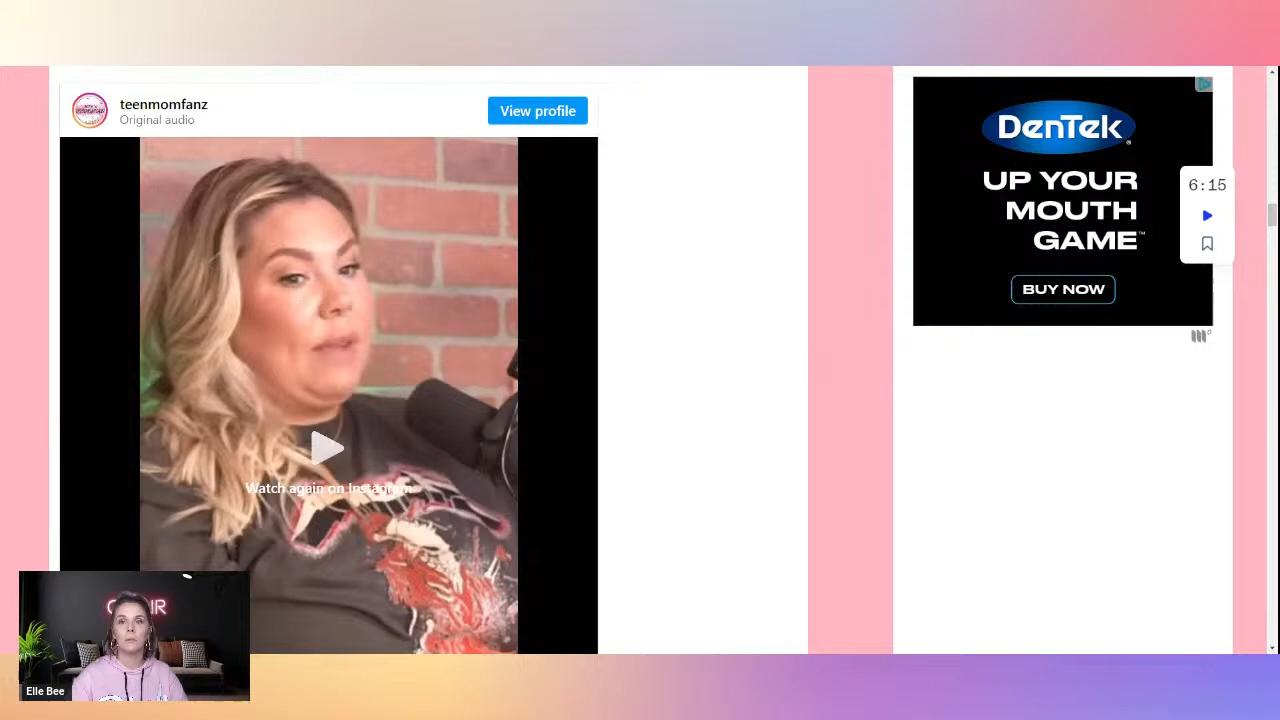 teenmomfanz
Original audio
View profile
DenTek
UP YOUR
MOUTH
GAME™
BUY NOW
6:15
Watch again on Instagram
Elle Bee